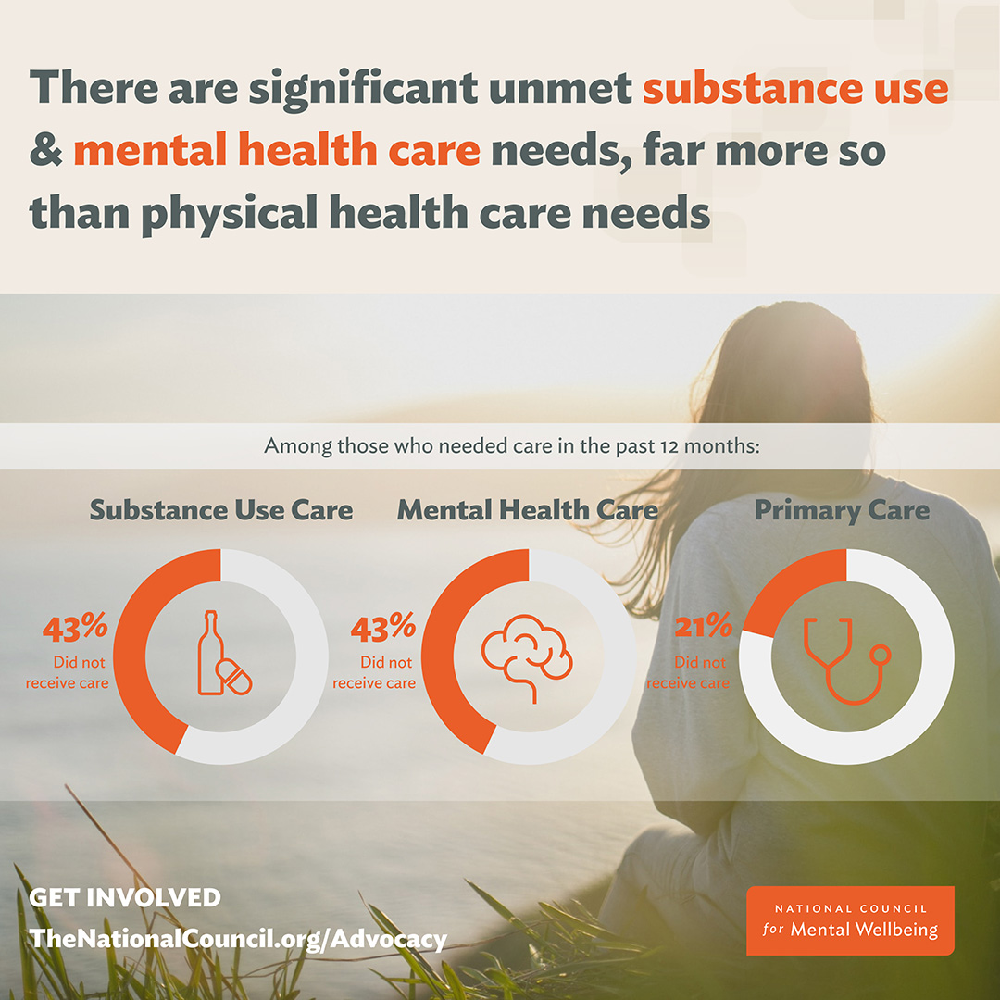 There are significant unmet substance use
& mental health care needs, far more so
than physical health care needs
Among those who needed care in the past 12 months:
Substance Use Care
43%
Did not
receive care
Mental Health Care
43%
Did not
receive care
Primary Care
21%
Did not
receive care
GET INVOLVED
TheNationalCouncil.org/Advocacy
NATIONAL COUNCIL
for Mental Wellbeing